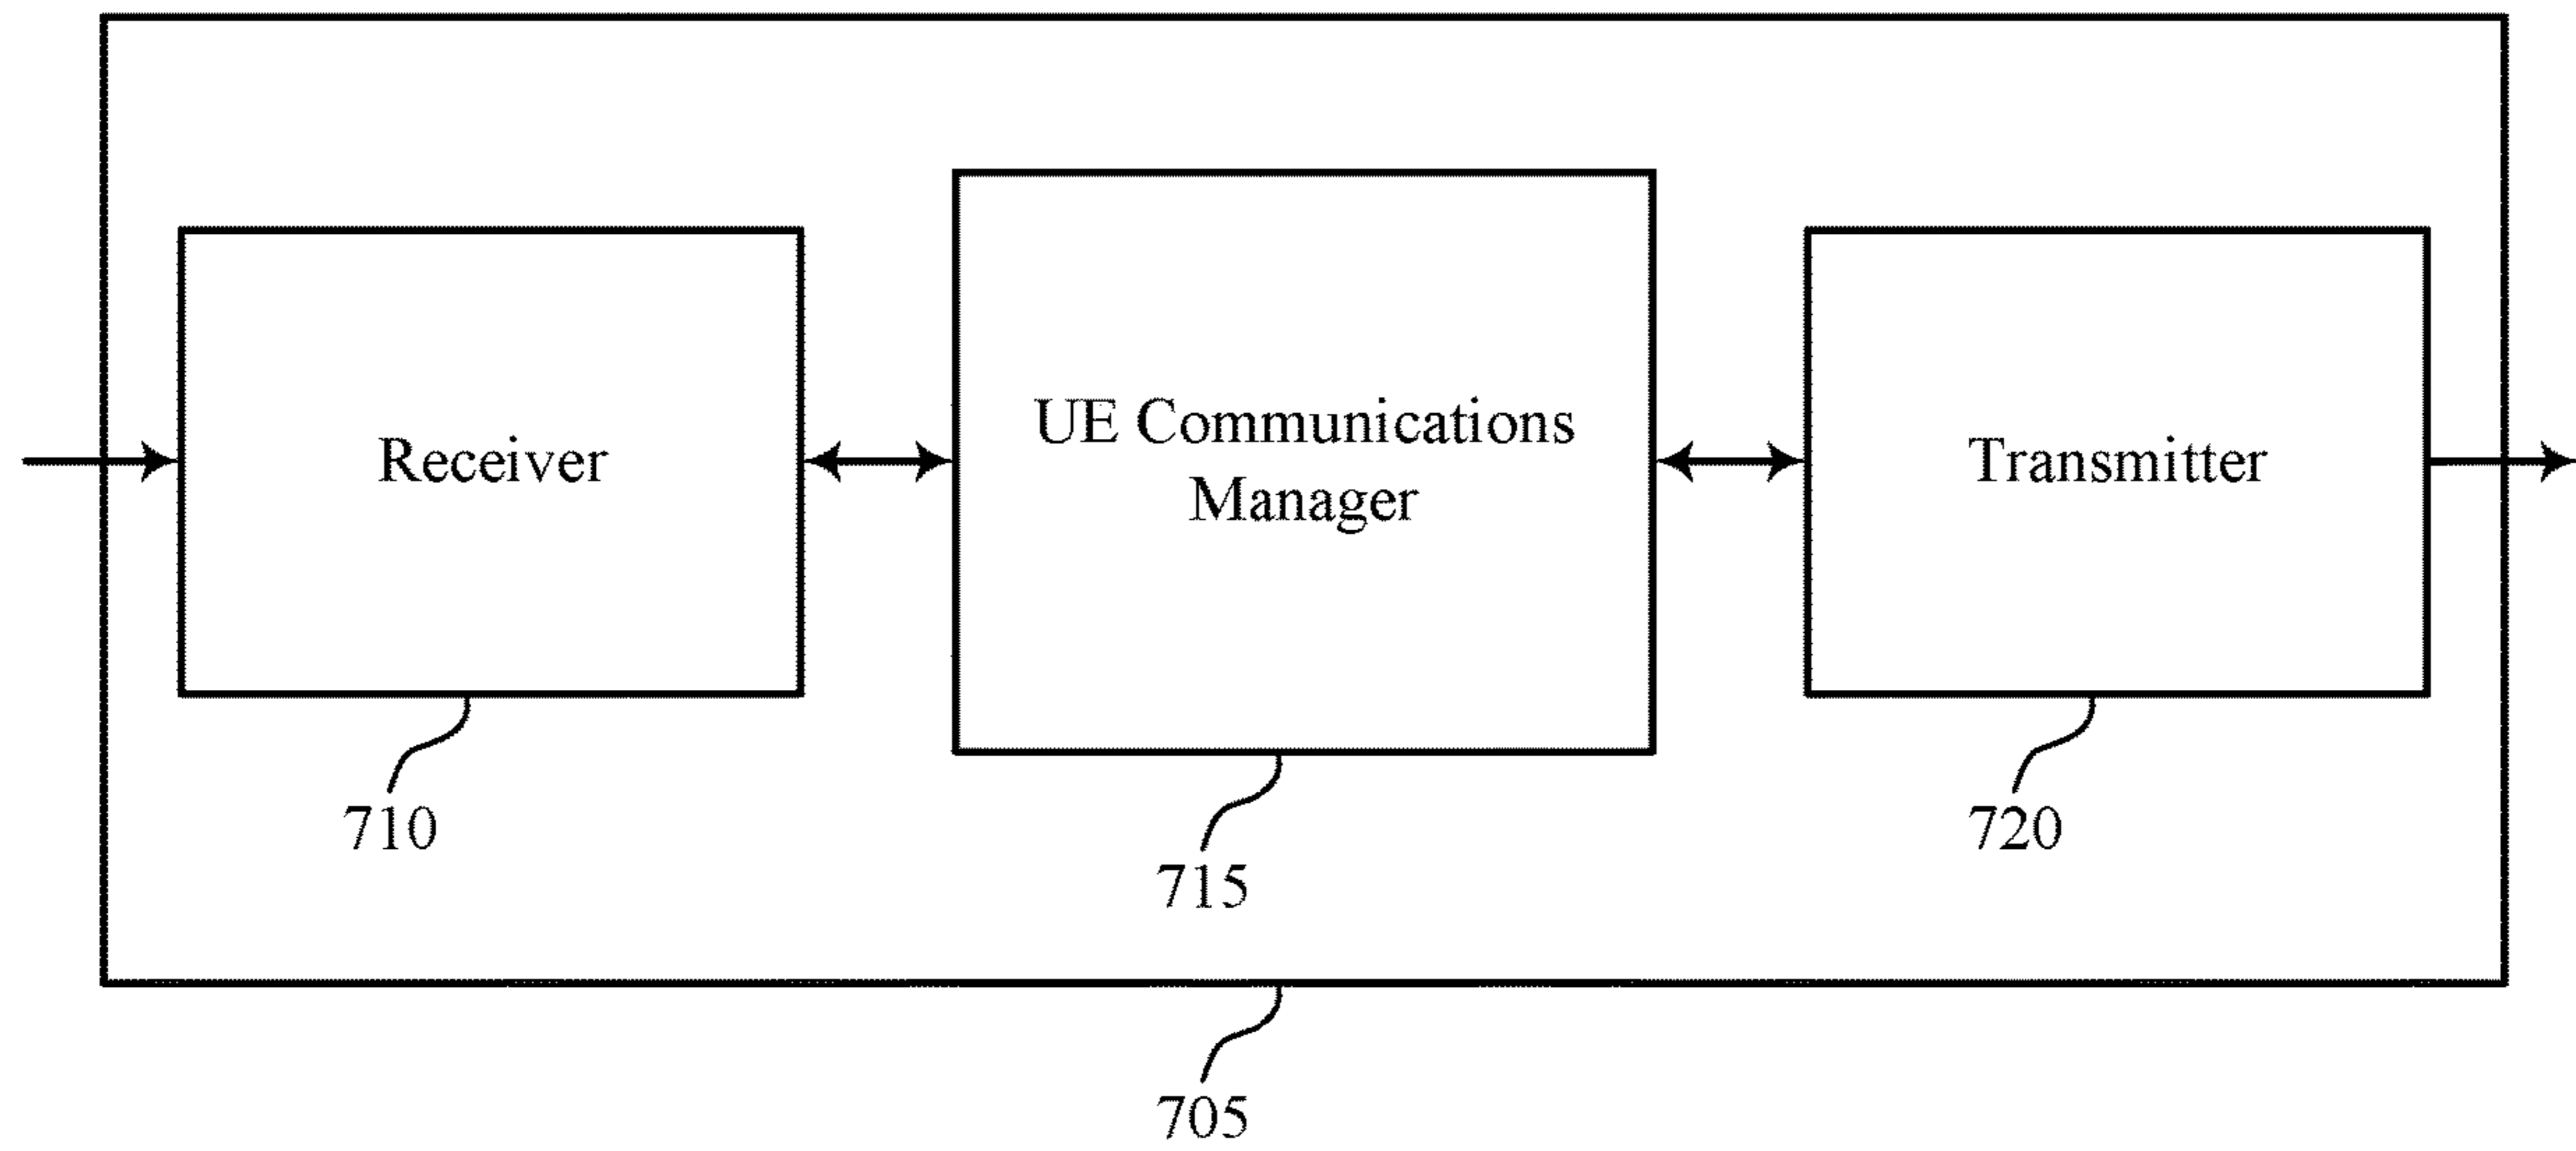 Receiver
UE Communications
Manager
Transmitter
710
715
720
705